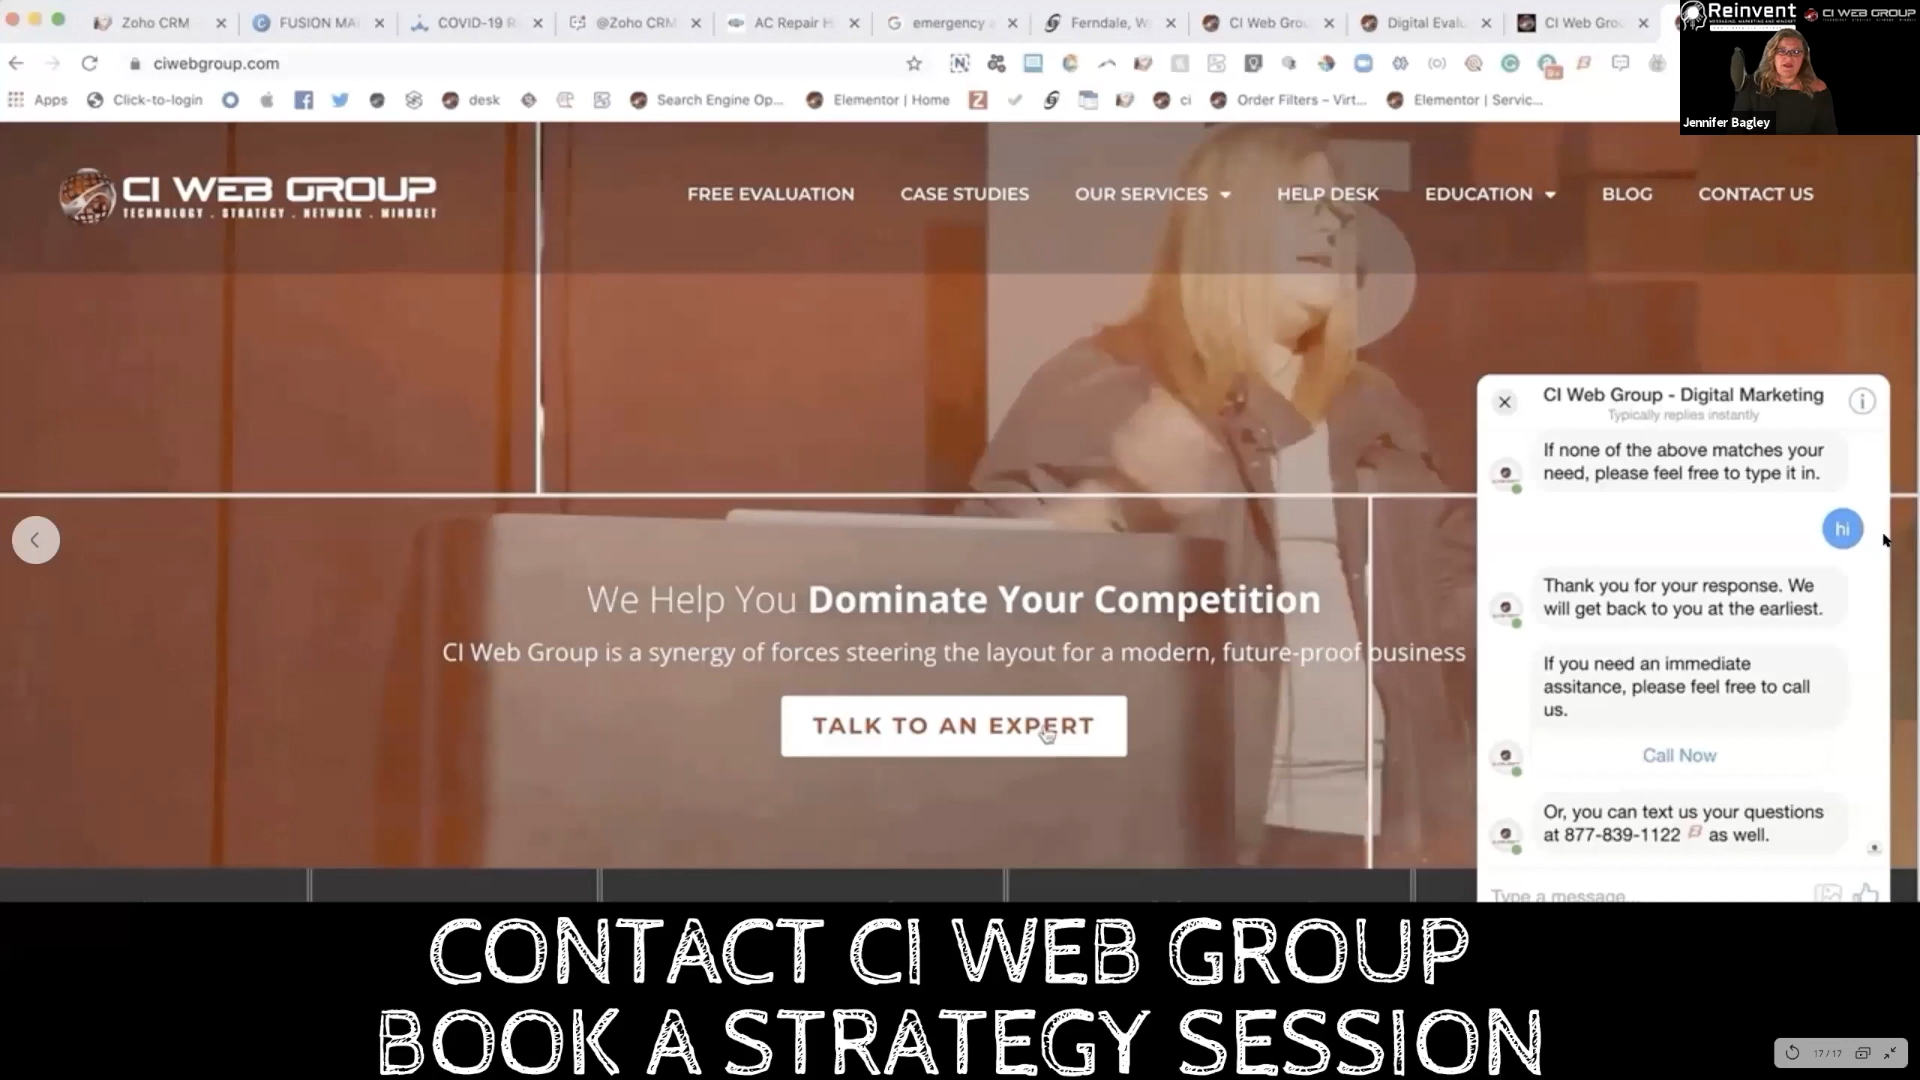 Zoho CRM
FUSION MA
COVID-19 R
@Zoho CRM
AC Repair H
emergency a
Ferndale, W
CI Web Grou
Digital Evalu
CI Web Grou
Reinvent
CI WEB GROUP
ciwebgroup.com
Jennifer Bagley
Apps
Click-to-login
desk
Search Engine Op...
Elementor | Home
ci
Order Filters – Virt...
Elementor | Servic...
CI WEB GROUP
TECHNOLOGY . STRATEGY . NETWORK . MINDSET
FREE EVALUATION
CASE STUDIES
OUR SERVICES
HELP DESK
EDUCATION
BLOG
CONTACT US
We Help You Dominate Your Competition
CI Web Group is a synergy of forces steering the layout for a modern, future-proof business
TALK TO AN EXPERT
CI Web Group - Digital Marketing
Typically replies instantly
If none of the above matches your
need, please feel free to type it in.
hi
Thank you for your response. We
will get back to you at the earliest.
If you need an immediate
assitance, please feel free to call
us.
Call Now
Or, you can text us your questions
at 877-839-1122 as well.
Type a message...
CONTACT CI WEB GROUP
BOOK A STRATEGY SESSION
17 / 17